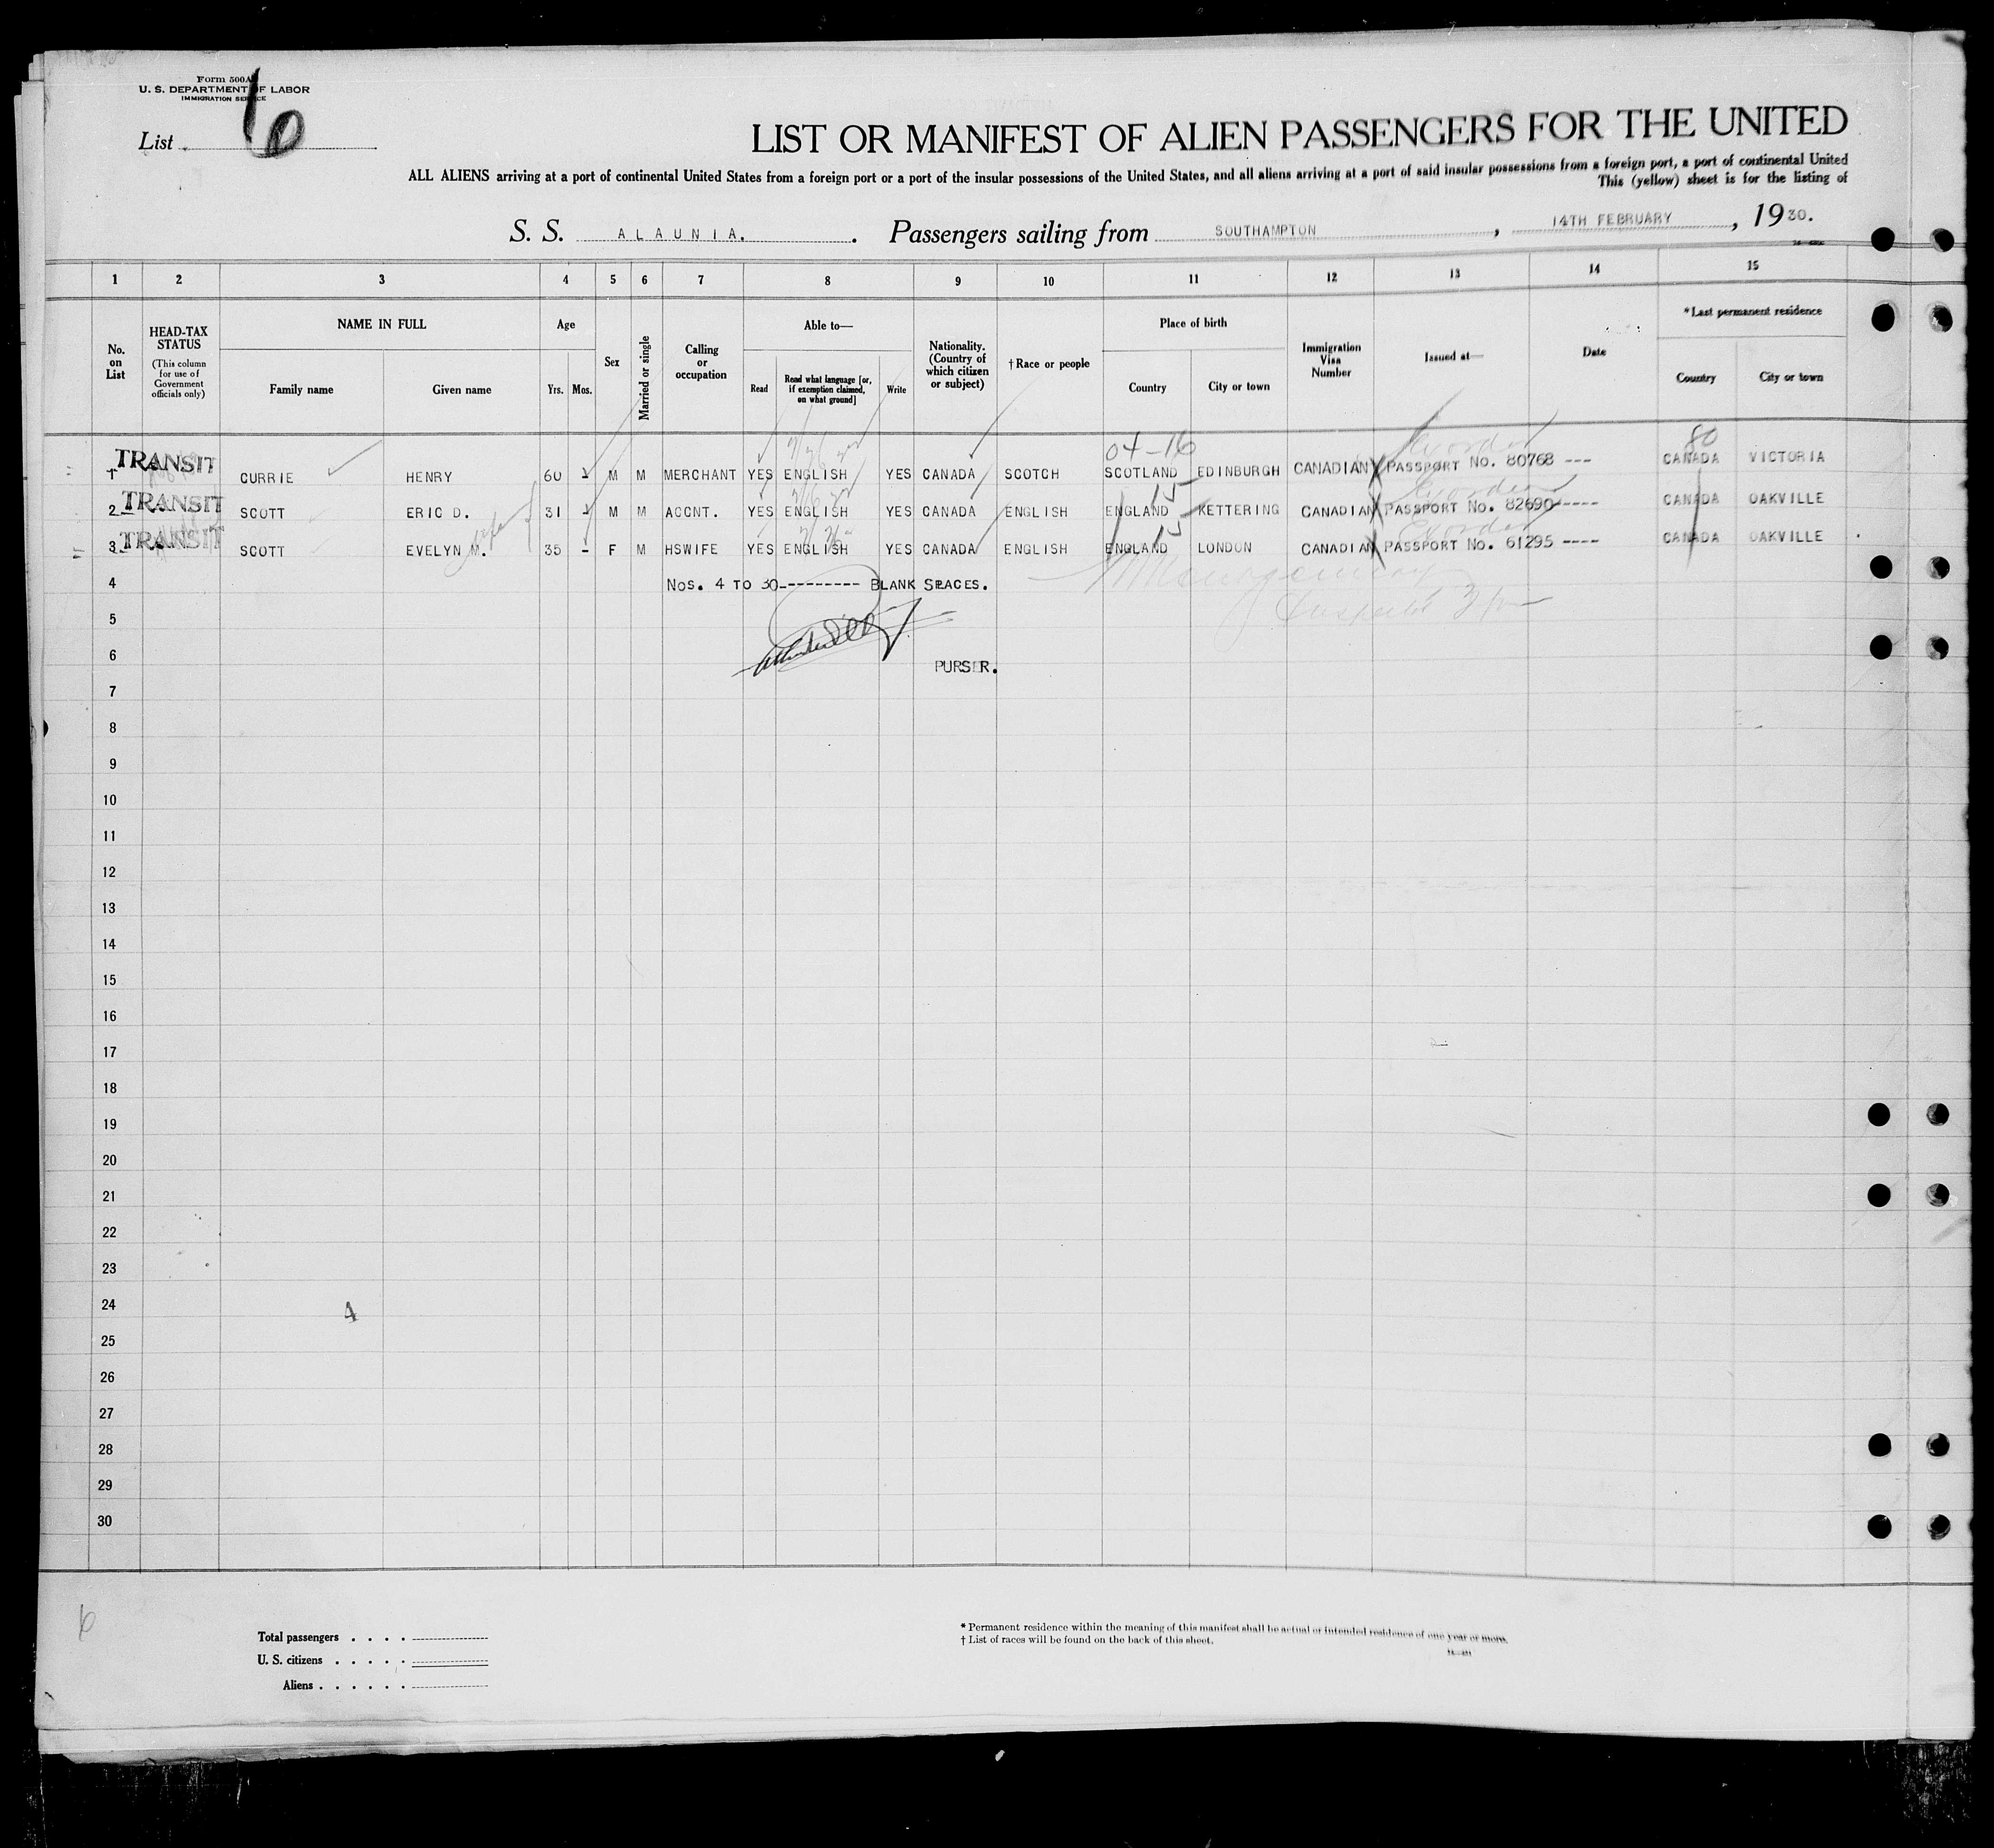 Form 500A
U. S. DEPARTMENT OF LABOR
IMMIGRATION SERVICE
List 6
LIST OR MANIFEST OF ALIEN PASSENGERS FOR THE UNITED
ALL ALIENS arriving at a port of continental United States from a foreign port or a port of the insular possessions of the United States, and all aliens arriving at a port of said insular possessions from a foreign port, a port of continental United
This (yellow) sheet is for the listing of
S. S. ALAUNIA. . Passengers sailing from SOUTHAMPTON , 14TH FEBRUARY , 1930.
1 2 3 4 5 6 7 8 9 10 11 12 13 14 15
No. on List
HEAD-TAX STATUS
(This column for use of Government officials only)
NAME IN FULL
Family name Given name
Age
Yrs. Mos.
Sex
Married or single
Calling or occupation
Able to—
Read
Read what language [or, if exemption claimed, on what ground]
Write
Nationality. (Country of which citizen or subject)
† Race or people
Place of birth
Country City or town
Immigration Visa Number
Issued at—
Date
* Last permanent residence
Country City or town
04-16
80
TRANSIT
1 CURRIE HENRY 60 M M MERCHANT YES ENGLISH YES CANADA SCOTCH SCOTLAND EDINBURGH CANADIAN PASSPORT No. 80768 --- CANADA VICTORIA
TRANSIT
2 SCOTT ERIC D. 31 M M ACCNT. YES ENGLISH YES CANADA ENGLISH ENGLAND KETTERING CANADIAN PASSPORT No. 82690----- CANADA OAKVILLE
15
TRANSIT
3 SCOTT EVELYN M. 35 - F M HSWIFE YES ENGLISH YES CANADA ENGLISH ENGLAND LONDON CANADIAN PASSPORT No. 61295 ---- CANADA OAKVILLE
15
4 Nos. 4 TO 30--------- BLANK SPACES.
5
6 PURSER.
7
8
9
10
11
12
13
14
15
16
17
18
19
20
21
22
23
24 4
25
26
27
28
29
30
6
Total passengers . . . .
U. S. citizens . . . . .
Aliens . . . . . .
* Permanent residence within the meaning of this manifest shall be actual or intended residence of one year or more.
† List of races will be found on the back of this sheet.